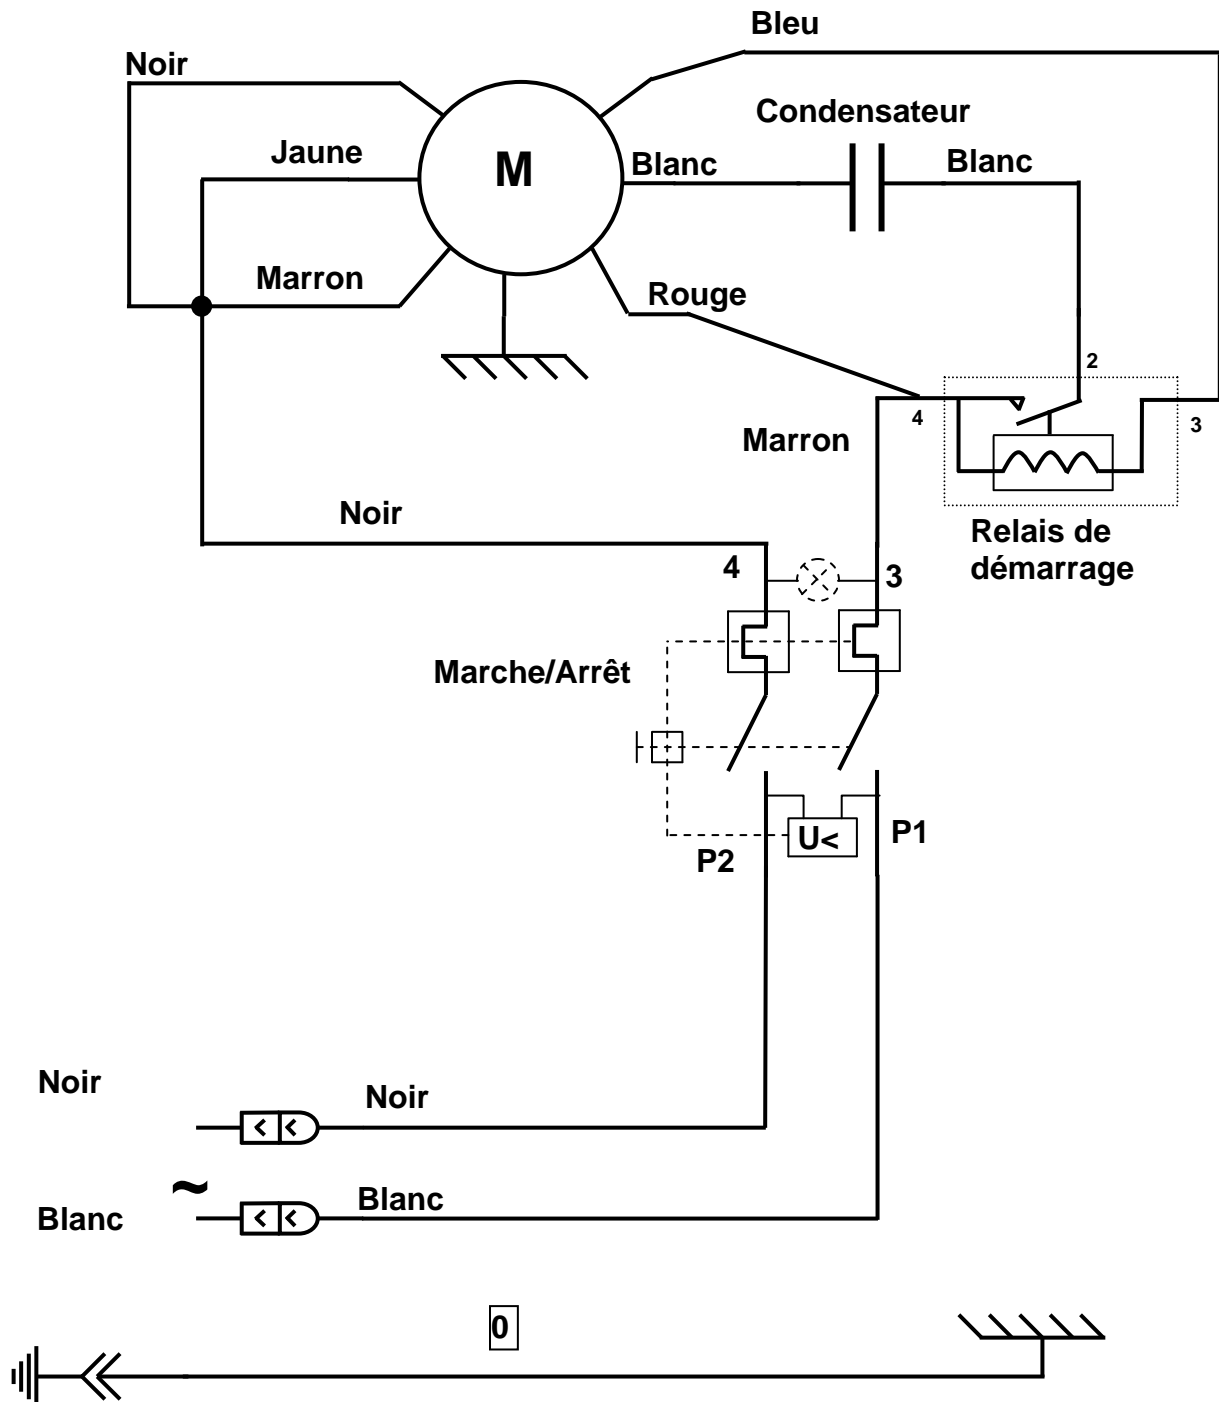 Bleu
Noir
Condensateur
Jaune
M
Blanc
Blanc
Marron
Rouge
2
4
3
Marron
Noir
Relais de
démarrage
4
3
Marche/Arrêt
U<
P1
P2
Noir
Noir
~
Blanc
Blanc
0